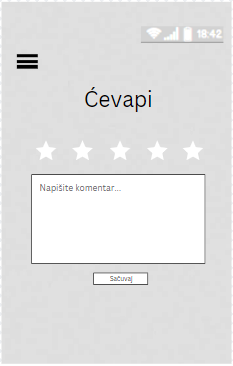 18:42
Ćevapi
Napišite komentar...
Sačuvaj